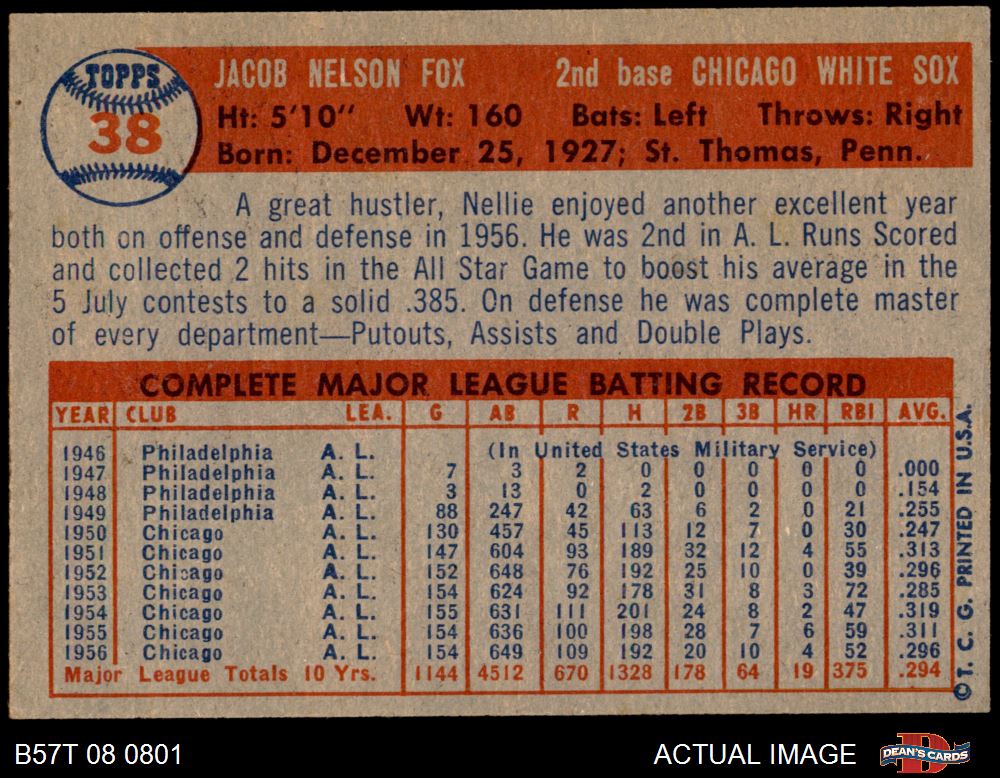 TOPPS
38
JACOB NELSON FOX 2nd base CHICAGO WHITE SOX
Ht: 5'10" Wt: 160 Bats: Left Throws: Right
Born: December 25, 1927; St. Thomas, Penn.
A great hustler, Nellie enjoyed another excellent year
both on offense and defense in 1956. He was 2nd in A. L. Runs Scored
and collected 2 hits in the All Star Game to boost his average in the
5 July contests to a solid .385. On defense he was complete master
of every department—Putouts, Assists and Double Plays.
COMPLETE MAJOR LEAGUE BATTING RECORD
YEAR CLUB LEA. G AB R H 2B 3B HR RBI AVG.
1946 Philadelphia A. L. (In United States Military Service)
1947 Philadelphia A. L. 7 3 2 0 0 0 0 0 .000
1948 Philadelphia A. L. 3 13 0 2 0 0 0 0 .154
1949 Philadelphia A. L. 88 247 42 63 6 2 0 21 .255
1950 Chicago A. L. 130 457 45 113 12 7 0 30 .247
1951 Chicago A. L. 147 604 93 189 32 12 4 55 .313
1952 Chicago A. L. 152 648 76 192 25 10 0 39 .296
1953 Chicago A. L. 154 624 92 178 31 8 3 72 .285
1954 Chicago A. L. 155 631 111 201 24 8 2 47 .319
1955 Chicago A. L. 154 636 100 198 28 7 6 59 .311
1956 Chicago A. L. 154 649 109 192 20 10 4 52 .296
Major League Totals 10 Yrs. 1144 4512 670 1328 178 64 19 375 .294
©T. C. G. PRINTED IN U.S.A.
B57T 08 0801 ACTUAL IMAGE
DEAN'S CARDS